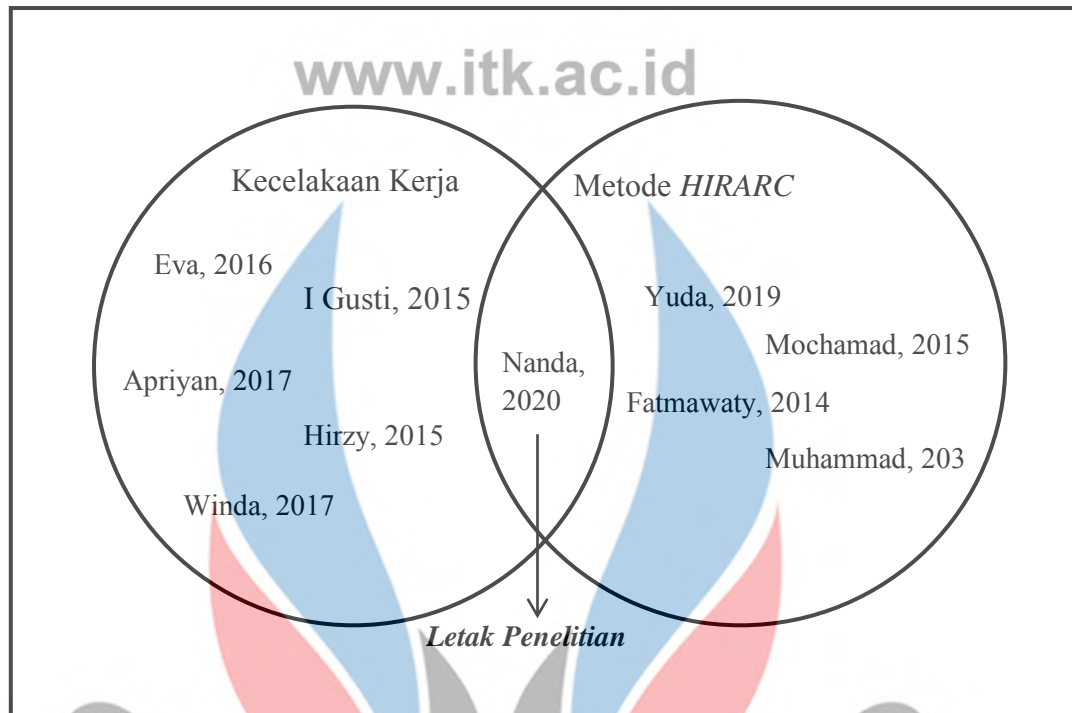 www.itk.ac.id
Kecelakaan Kerja
Eva, 2016
I Gusti, 2015
Apriyan, 2017
Hirzy, 2015
Winda, 2017
Nanda,
2020
Metode HIRARC
Yuda, 2019
Mochamad, 2015
Fatmawaty, 2014
Muhammad, 203
Letak Penelitian